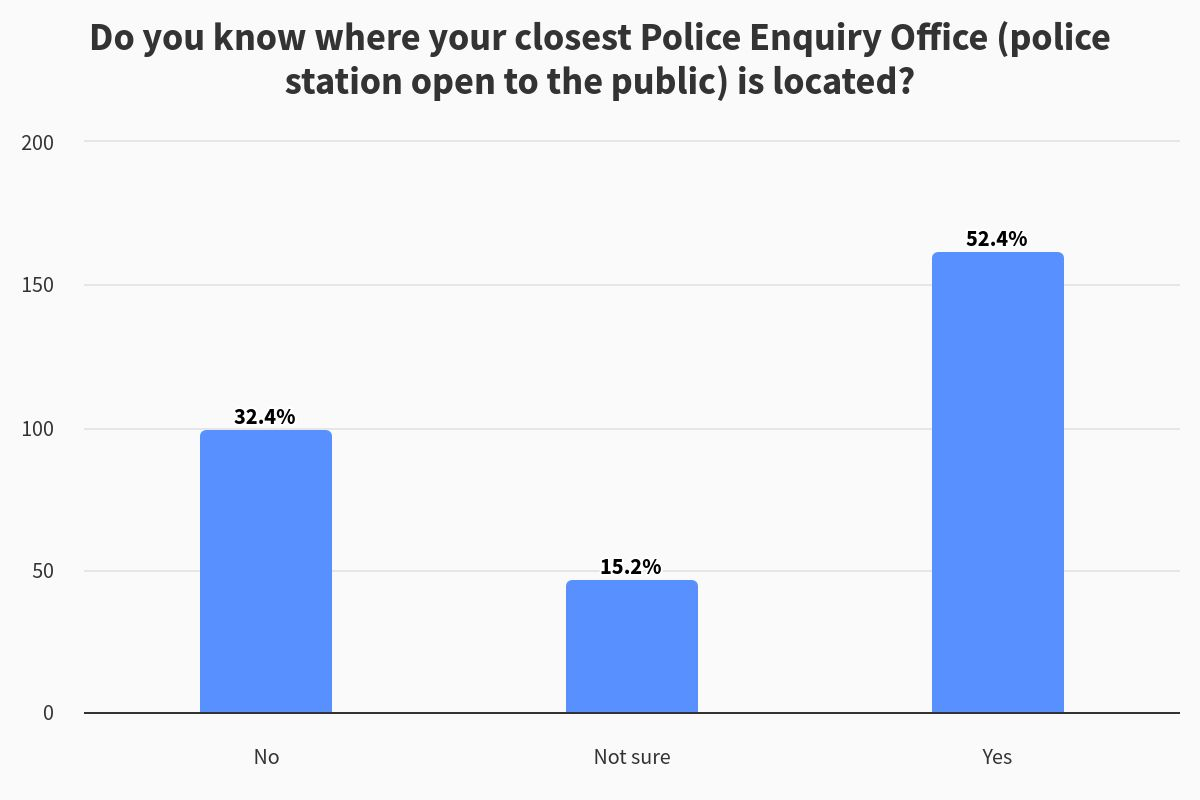 Do you know where your closest Police Enquiry Office (police
station open to the public) is located?
200
150
100
50
0
32.4%
15.2%
52.4%
No
Not sure
Yes